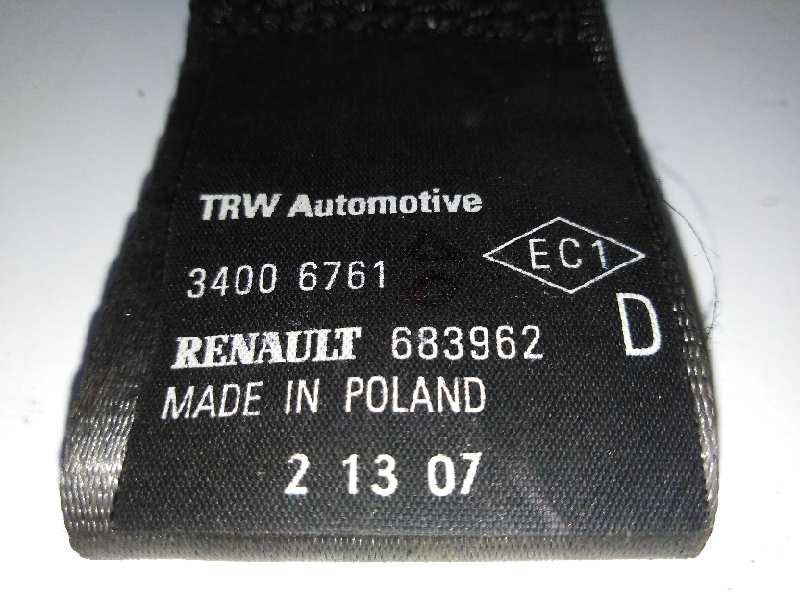 TRW Automotive
EC1
3400 6761
D
RENAULT 683962
MADE IN POLAND
2 13 07